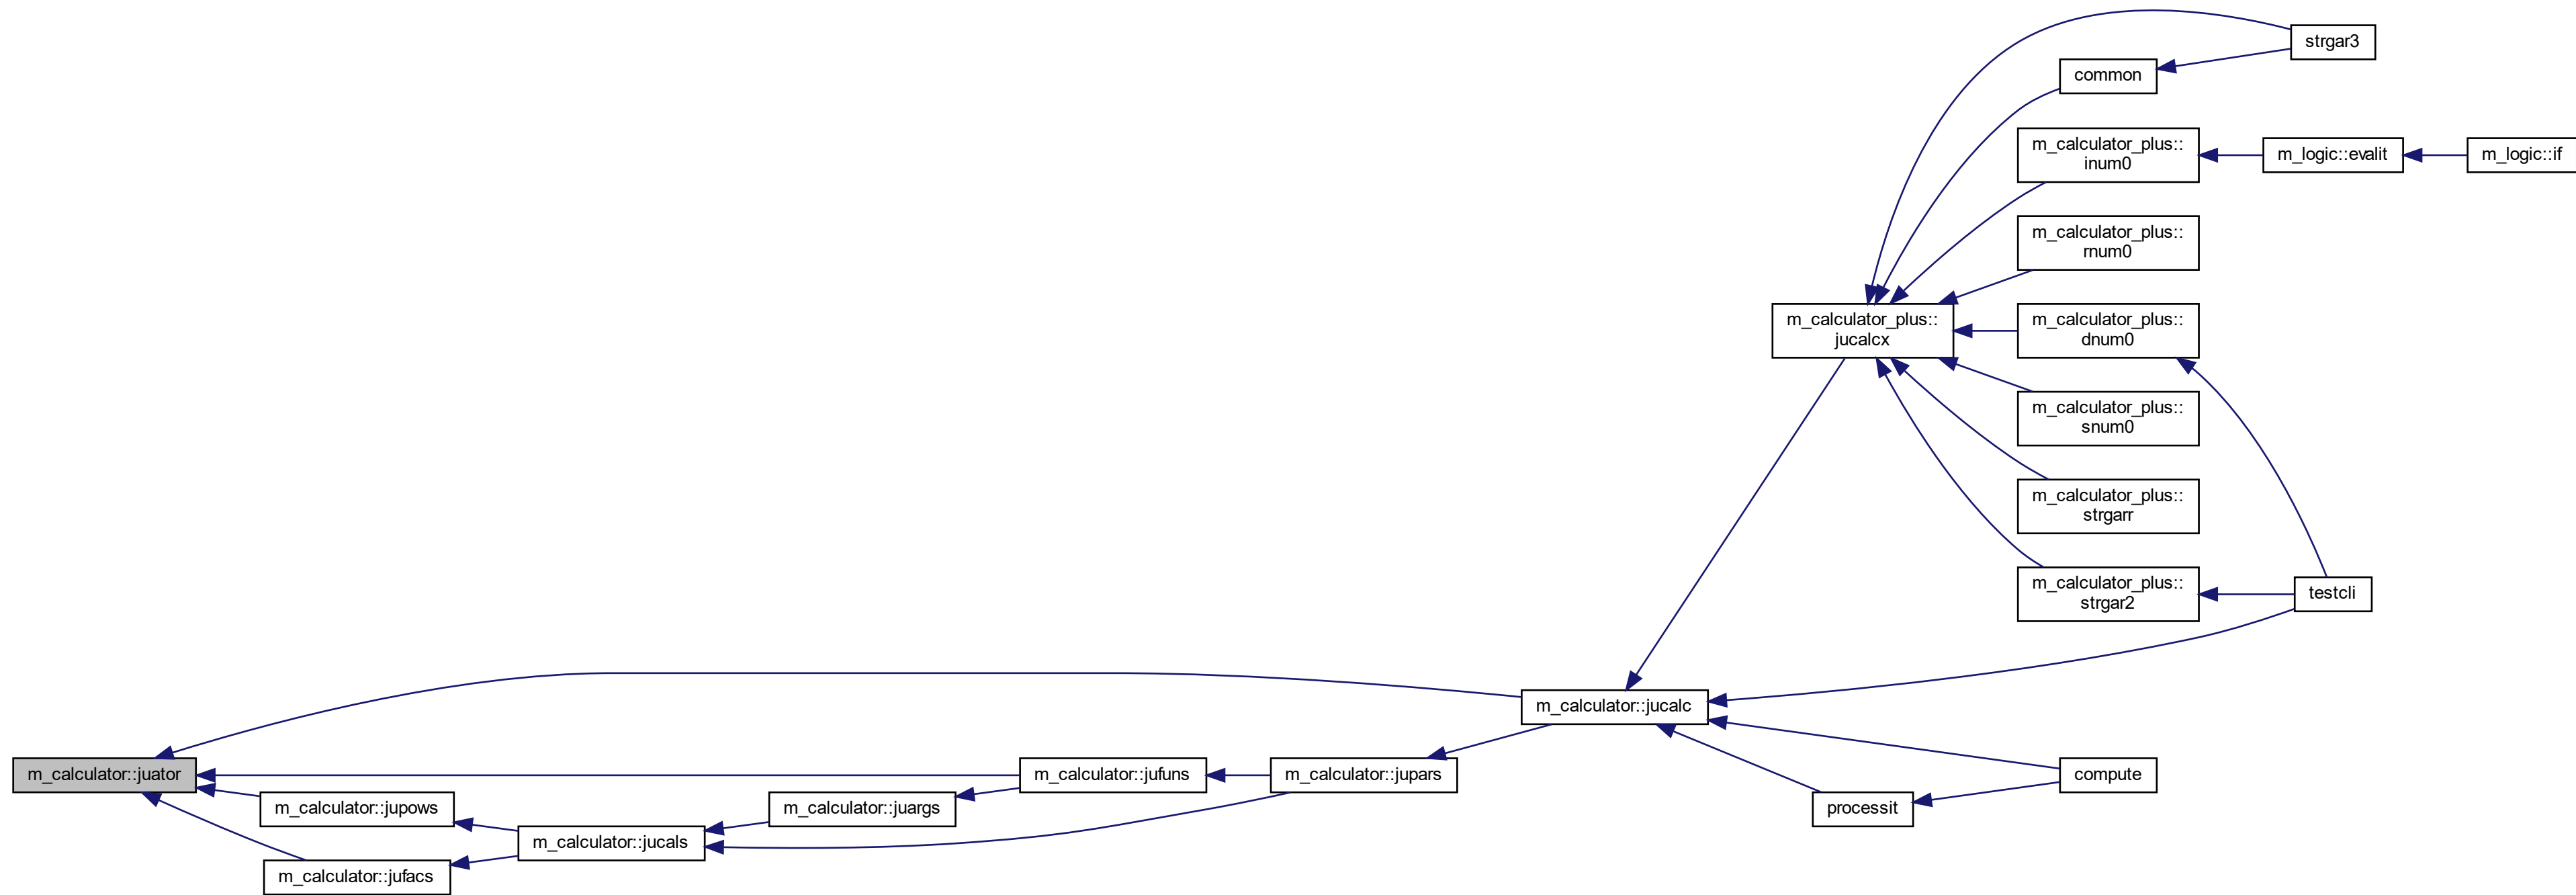 strgar3
common
m_calculator_plus::
inum0
m_logic::evalit
m_logic::if
m_calculator_plus::
rnum0
m_calculator_plus::
jucalcx
m_calculator_plus::
dnum0
m_calculator_plus::
snum0
m_calculator_plus::
strgarr
m_calculator_plus::
strgar2
testcli
m_calculator::jucalc
m_calculator::juator
m_calculator::jufuns
m_calculator::jupars
compute
m_calculator::jupows
m_calculator::juargs
processit
m_calculator::jucals
m_calculator::jufacs